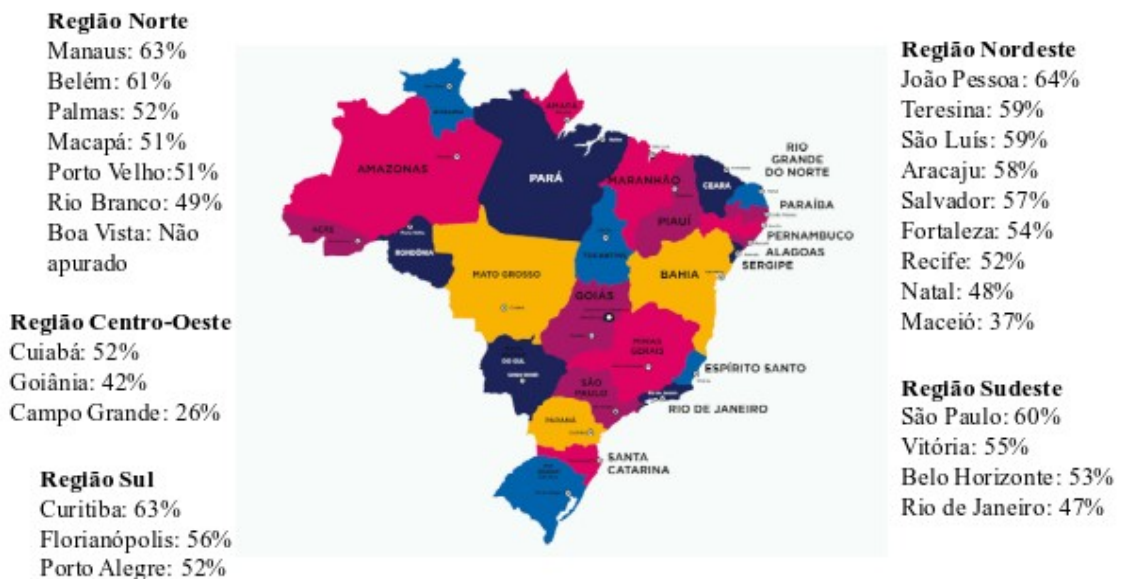 Região Norte
Manaus: 63%
Belém: 61%
Palmas: 52%
Macapá: 51%
Porto Velho:51%
Rio Branco: 49%
Boa Vista: Não
apurado
Região Centro-Oeste
Cuiabá: 52%
Goiânia: 42%
Campo Grande: 26%
Região Sul
Curitiba: 63%
Florianópolis: 56%
Porto Alegre: 52%
AMAZONAS
PARÁ
MARANHÃO
CEARÁ
RIO
GRANDE
DO NORTE
PARAÍBA
PIAUÍ
PERNAMBUCO
ALAGOAS
SERGIPE
ACRE
RONDÔNIA
MATO GROSSO
BAHIA
GOIÁS
MINAS
GERAIS
DO SUL
ESPÍRITO SANTO
SÃO
PAULO
RIO DE JANEIRO
PARANÁ
SANTA
CATARINA
Região Nordeste
João Pessoa: 64%
Teresina: 59%
São Luís: 59%
Aracaju: 58%
Salvador: 57%
Fortaleza: 54%
Recife: 52%
Natal: 48%
Maceió: 37%
Região Sudeste
São Paulo: 60%
Vitória: 55%
Belo Horizonte: 53%
Rio de Janeiro: 47%